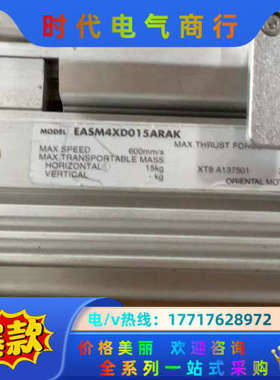 时代电气商行
MODEL EASM4XD015ARAK
MAX.SPEED 600mm/s MAX THRUST FOR
MAX.TRANSPORTABLE MASS
HORIZONTAL 15kg XTB A137501
VERTICAL - kg ORIENTAL MOTOR
款
电/v热线：17717628972
价格美丽 欢迎咨询
全系列一站式采购